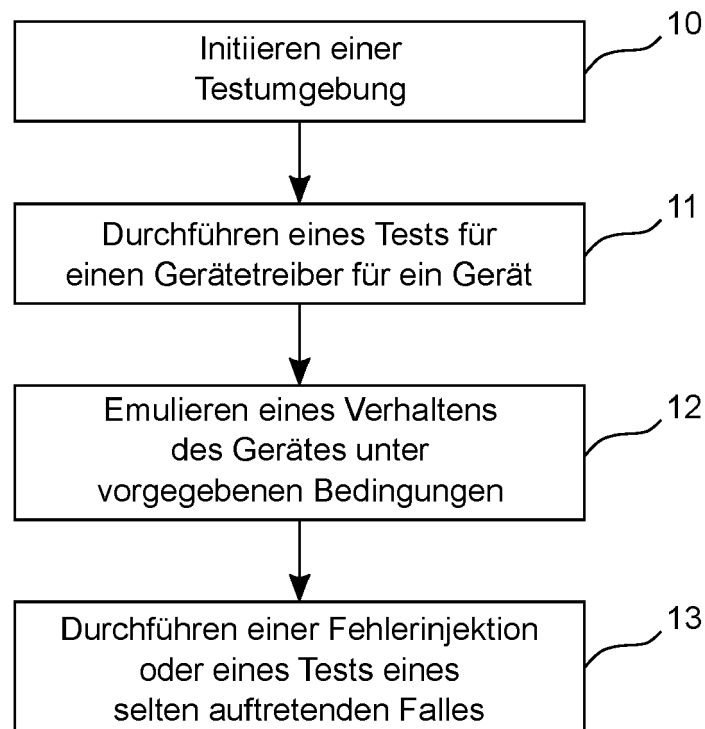 Initiieren einer
Testumgebung
10
Durchführen eines Tests für
einen Gerätetreiber für ein Gerät
11
Emulieren eines Verhaltens
des Gerätes unter
vorgegebenen Bedingungen
12
Durchführen einer Fehlerinjektion
oder eines Tests eines
selten auftretenden Falles
13